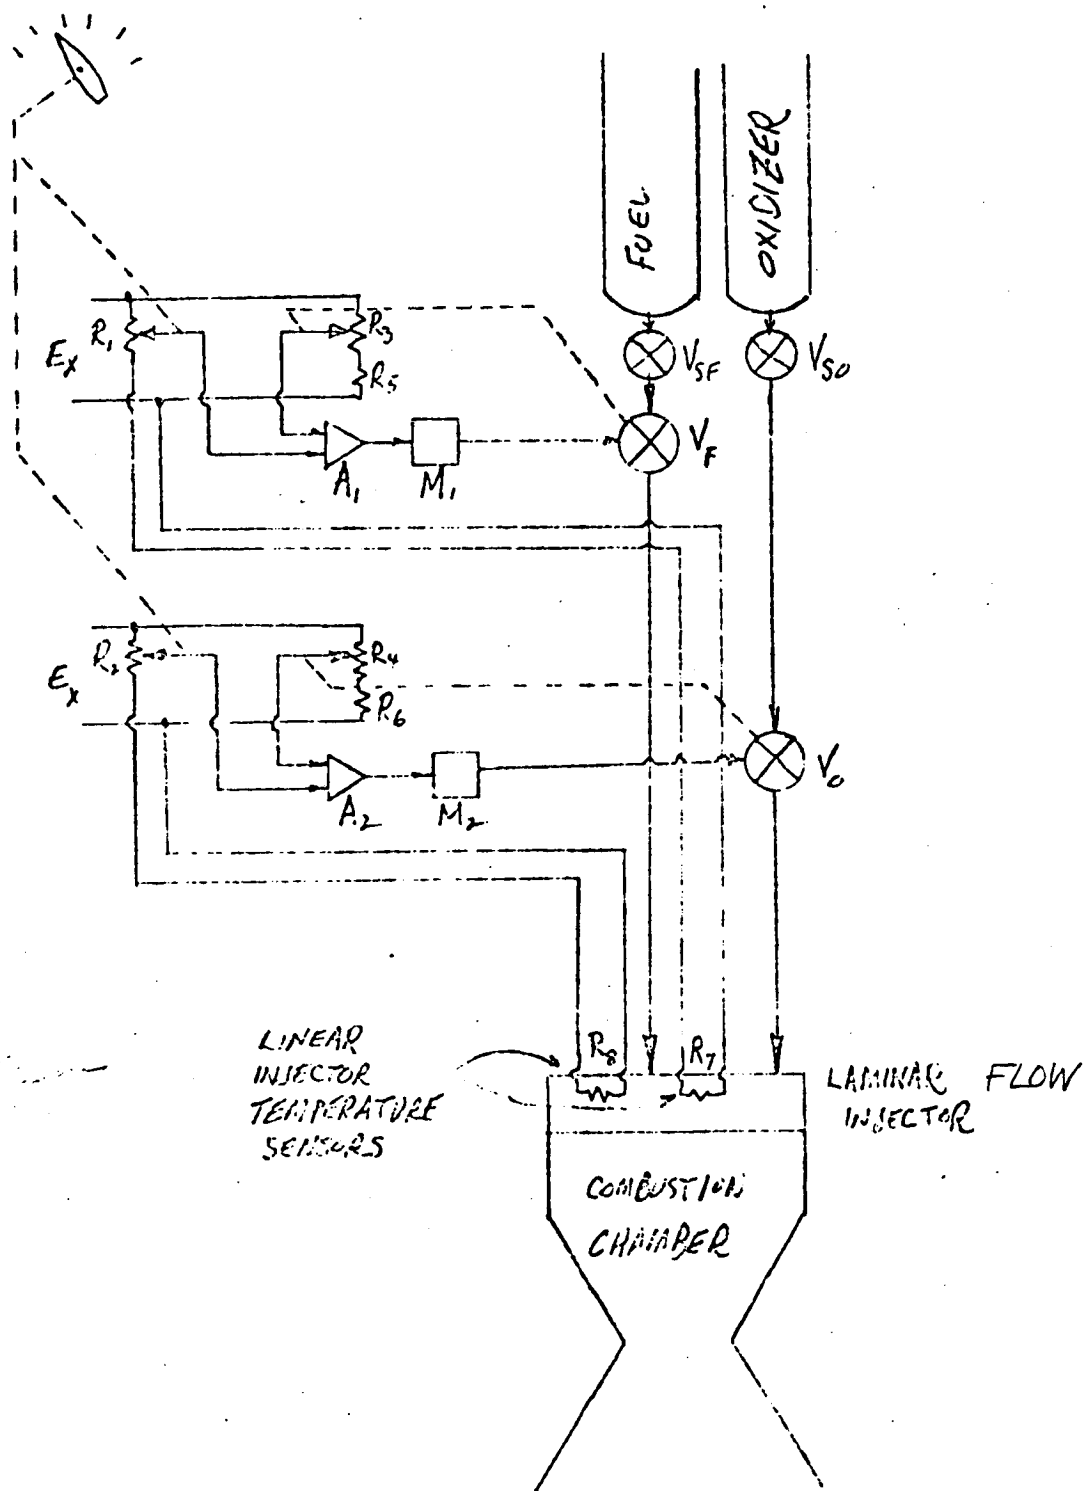 FUEL
OXIDIZER
R1
R3
Ex
R5
VSF
VSO
A1
M1
VF
R2
R4
Ex
R6
A2
M2
VO
LINEAR
INJECTOR
TEMPERATURE
SENSORS
R8
R7
LAMINAR FLOW
INJECTOR
COMBUSTION
CHAMBER